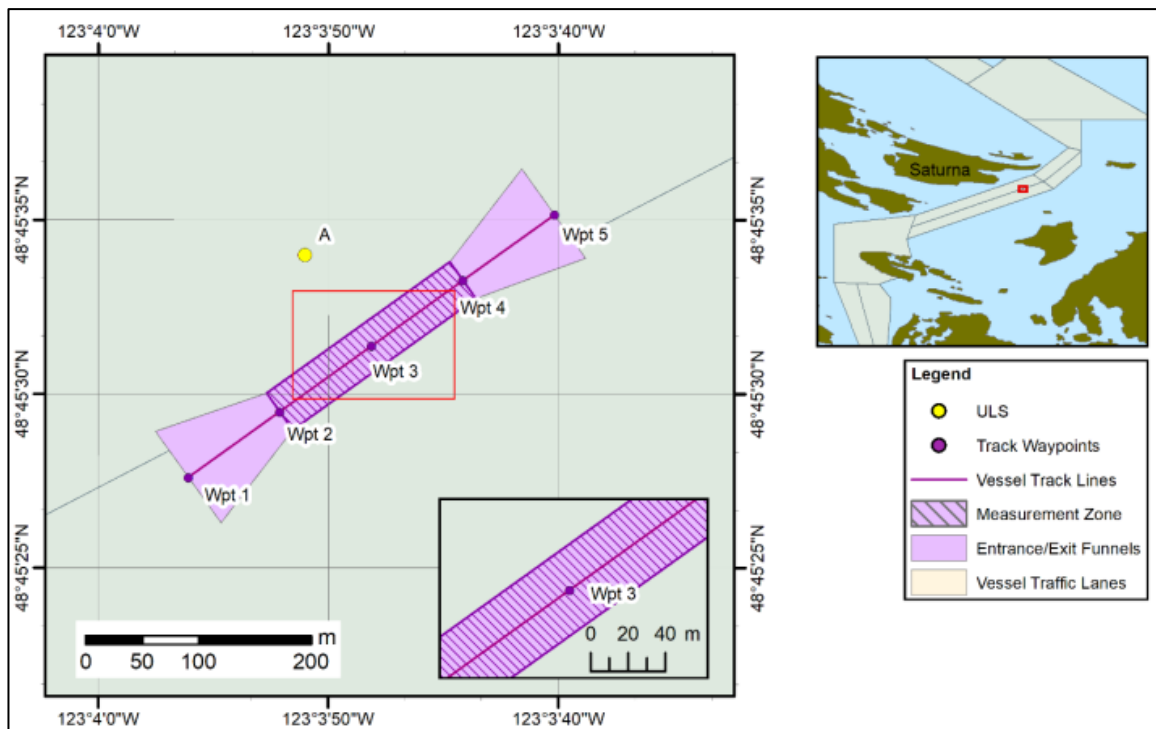 123°4'0"W 123°3'50"W 123°3'40"W
48°45'35"N
48°45'30"N
48°45'25"N
A
Wpt 5
Wpt 4
Wpt 3
Wpt 2
Wpt 1
m
0 50 100 200
Wpt 3
0 20 40 m
48°45'35"N
48°45'30"N
48°45'25"N
123°4'0"W 123°3'50"W 123°3'40"W
Saturna
Legend
ULS
Track Waypoints
Vessel Track Lines
Measurement Zone
Entrance/Exit Funnels
Vessel Traffic Lanes